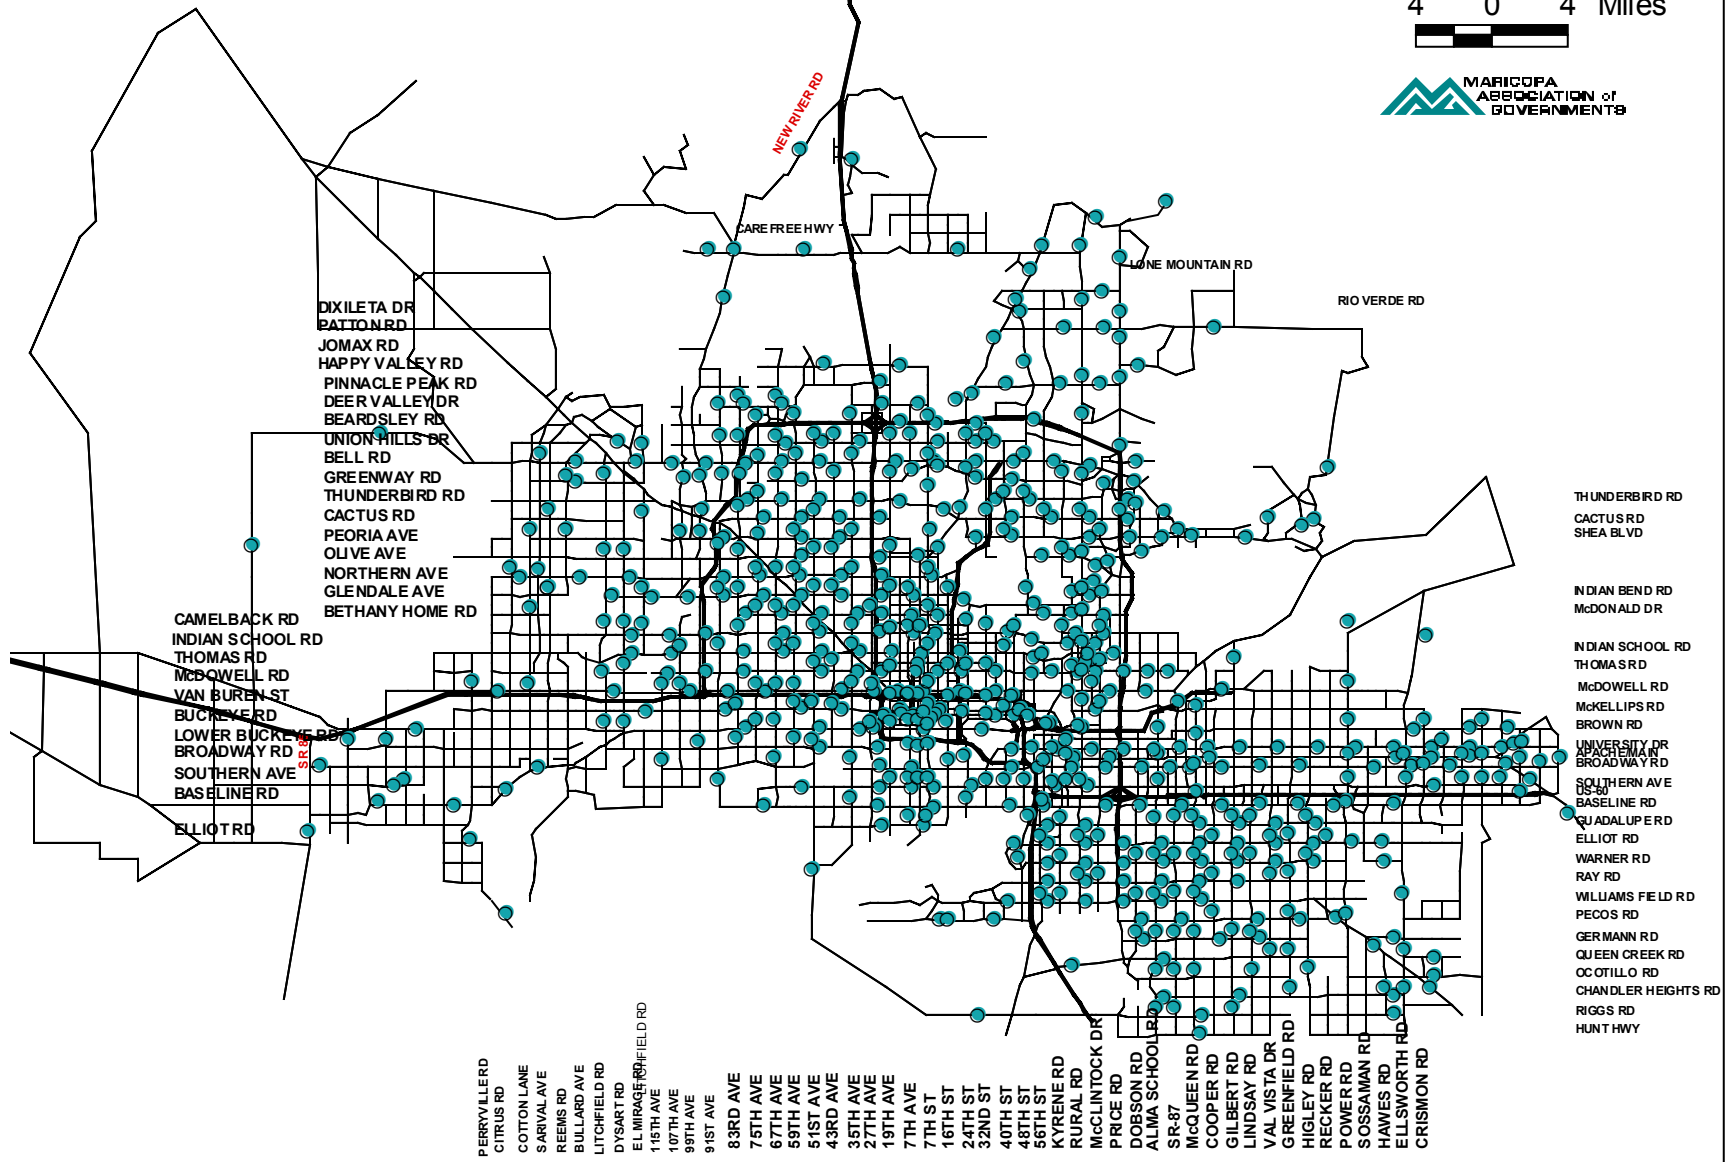 4 0 4 Miles
MARICOPA
ASSOCIATION of
GOVERNMENTS
NEW RIVER RD
CAREFREE HWY
LONE MOUNTAIN RD
RIO VERDE RD
DIXILETA DR
PATTON RD
JOMAX RD
HAPPY VALLEY RD
PINNACLE PEAK RD
DEER VALLEY DR
BEARDSLEY RD
UNION HILLS DR
BELL RD
GREENWAY RD
THUNDERBIRD RD
CACTUS RD
PEORIA AVE
OLIVE AVE
NORTHERN AVE
GLENDALE AVE
BETHANY HOME RD
CAMELBACK RD
INDIAN SCHOOL RD
THOMAS RD
McDOWELL RD
VAN BUREN ST
BUCKEYE RD
LOWER BUCKEYE RD
BROADWAY RD
SOUTHERN AVE
BASELINE RD
ELLIOT RD
SR 85
THUNDERBIRD RD
CACTUS RD
SHEA BLVD
INDIAN BEND RD
McDONALD DR
INDIAN SCHOOL RD
THOMAS RD
McDOWELL RD
McKELLIPS RD
BROWN RD
UNIVERSITY DR
APACHE/MAIN
BROADWAY RD
SOUTHERN AVE
US-60
BASELINE RD
GUADALUPE RD
ELLIOT RD
WARNER RD
RAY RD
WILLIAMS FIELD RD
PECOS RD
GERMANN RD
QUEEN CREEK RD
OCOTILLO RD
CHANDLER HEIGHTS RD
RIGGS RD
HUNT HWY
PERRYVILLE RD
CITRUS RD
COTTON LANE
SARIVAL AVE
REEMS RD
BULLARD AVE
LITCHFIELD RD
DYSART RD
EL MIRAGE RD
LITCHFIELD RD
115TH AVE
107TH AVE
99TH AVE
91ST AVE
83RD AVE
75TH AVE
67TH AVE
59TH AVE
51ST AVE
43RD AVE
35TH AVE
27TH AVE
19TH AVE
7TH AVE
7TH ST
16TH ST
24TH ST
32ND ST
40TH ST
48TH ST
56TH ST
KYRENE RD
RURAL RD
McCLINTOCK DR
PRICE RD
DOBSON RD
ALMA SCHOOL RD
SR-87
McQUEEN RD
COOPER RD
GILBERT RD
LINDSAY RD
VAL VISTA DR
GREENFIELD RD
HIGLEY RD
RECKER RD
POWER RD
SOSSAMAN RD
HAWES RD
ELLSWORTH RD
CRISMON RD